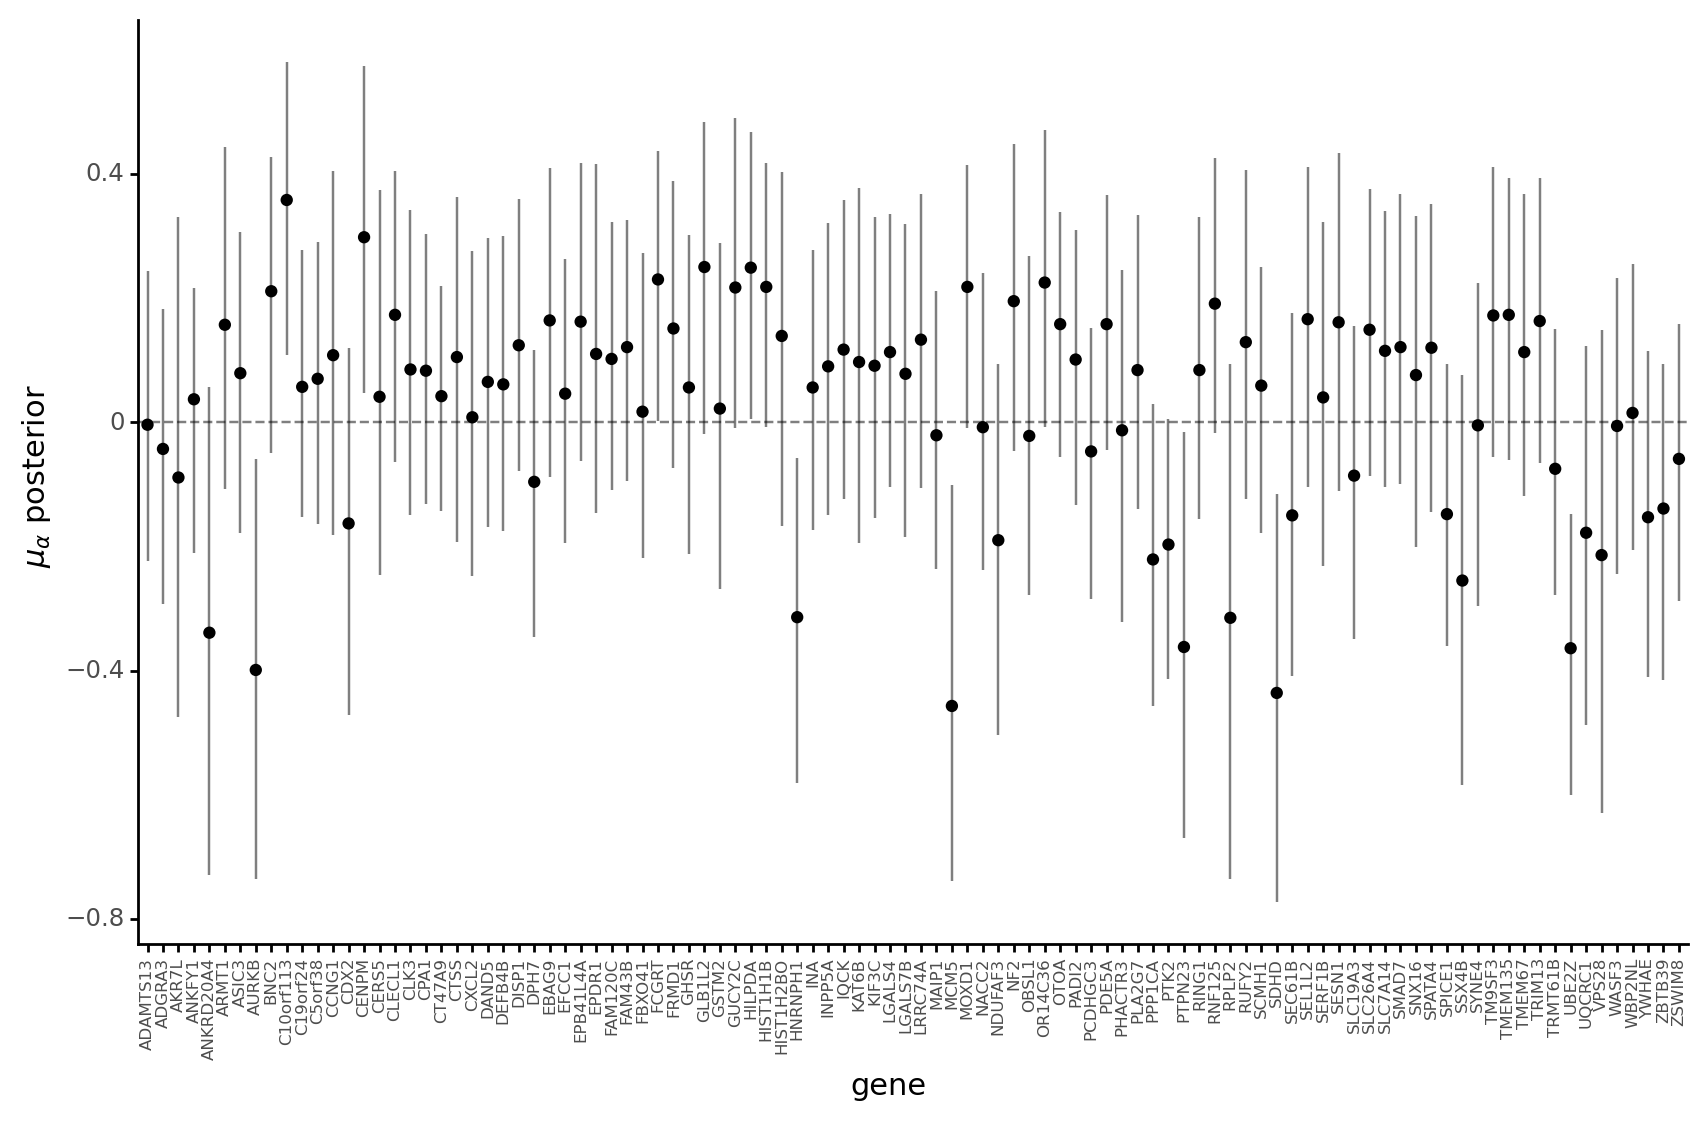 0.4
0
−0.4
−0.8
μα posterior
ADAMTS13
ADGRA3
AKR7L
ANKFY1
ANKRD20A4
ARMT1
ASIC3
AURKB
BNC2
C10orf113
C19orf24
C5orf38
CCNG1
CDX2
CENPM
CERS5
CLECL1
CLK3
CPA1
CT47A9
CTSS
CXCL2
DAND5
DEFB4B
DISP1
DPH7
EBAG9
EFCC1
EPB41L4A
EPDR1
FAM120C
FAM43B
FBXO41
FCGRT
FRMD1
GHSR
GLB1L2
GSTM2
GUCY2C
HILPDA
HIST1H1B
HIST1H2BO
HNRNPH1
INA
INPP5A
IQCK
KAT6B
KIF3C
LGALS4
LGALS7B
LRRC74A
MAIP1
MCM5
MOXD1
NACC2
NDUFAF3
NF2
OBSL1
OR14C36
OTOA
PADI2
PCDHGC3
PDE5A
PHACTR3
PLA2G7
PPP1CA
PTK2
PTPN23
RING1
RNF125
RPLP2
RUFY2
SCMH1
SDHD
SEC61B
SEL1L2
SERF1B
SESN1
SLC19A3
SLC26A4
SLC7A14
SMAD7
SNX16
SPATA4
SPICE1
SSX4B
SYNE4
TM9SF3
TMEM135
TMEM67
TRIM13
TRMT61B
UBE2Z
UQCRC1
VPS28
WASF3
WBP2NL
YWHAE
ZBTB39
ZSWIM8
gene